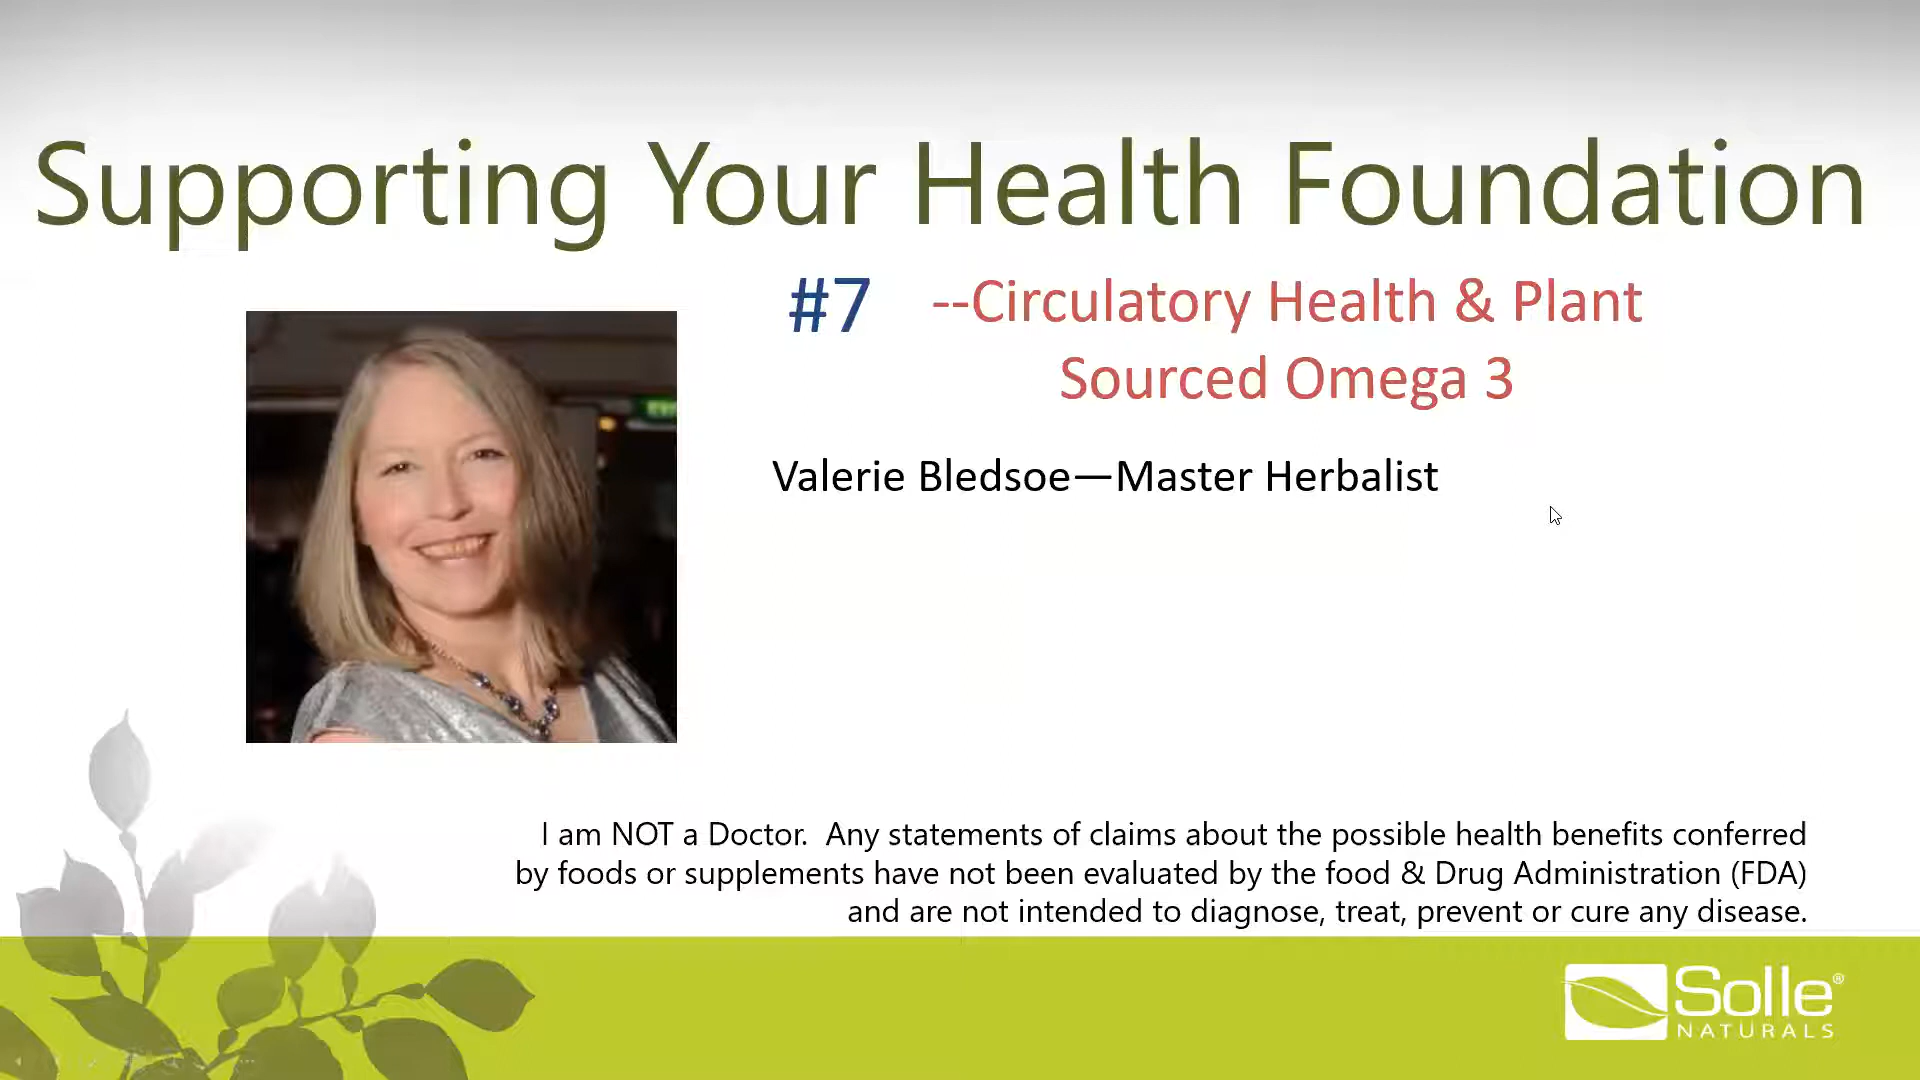 Supporting Your Health Foundation
#7 --Circulatory Health & Plant
Sourced Omega 3
Valerie Bledsoe—Master Herbalist
I am NOT a Doctor. Any statements of claims about the possible health benefits conferred
by foods or supplements have not been evaluated by the food & Drug Administration (FDA)
and are not intended to diagnose, treat, prevent or cure any disease.
Solle®
NATURALS